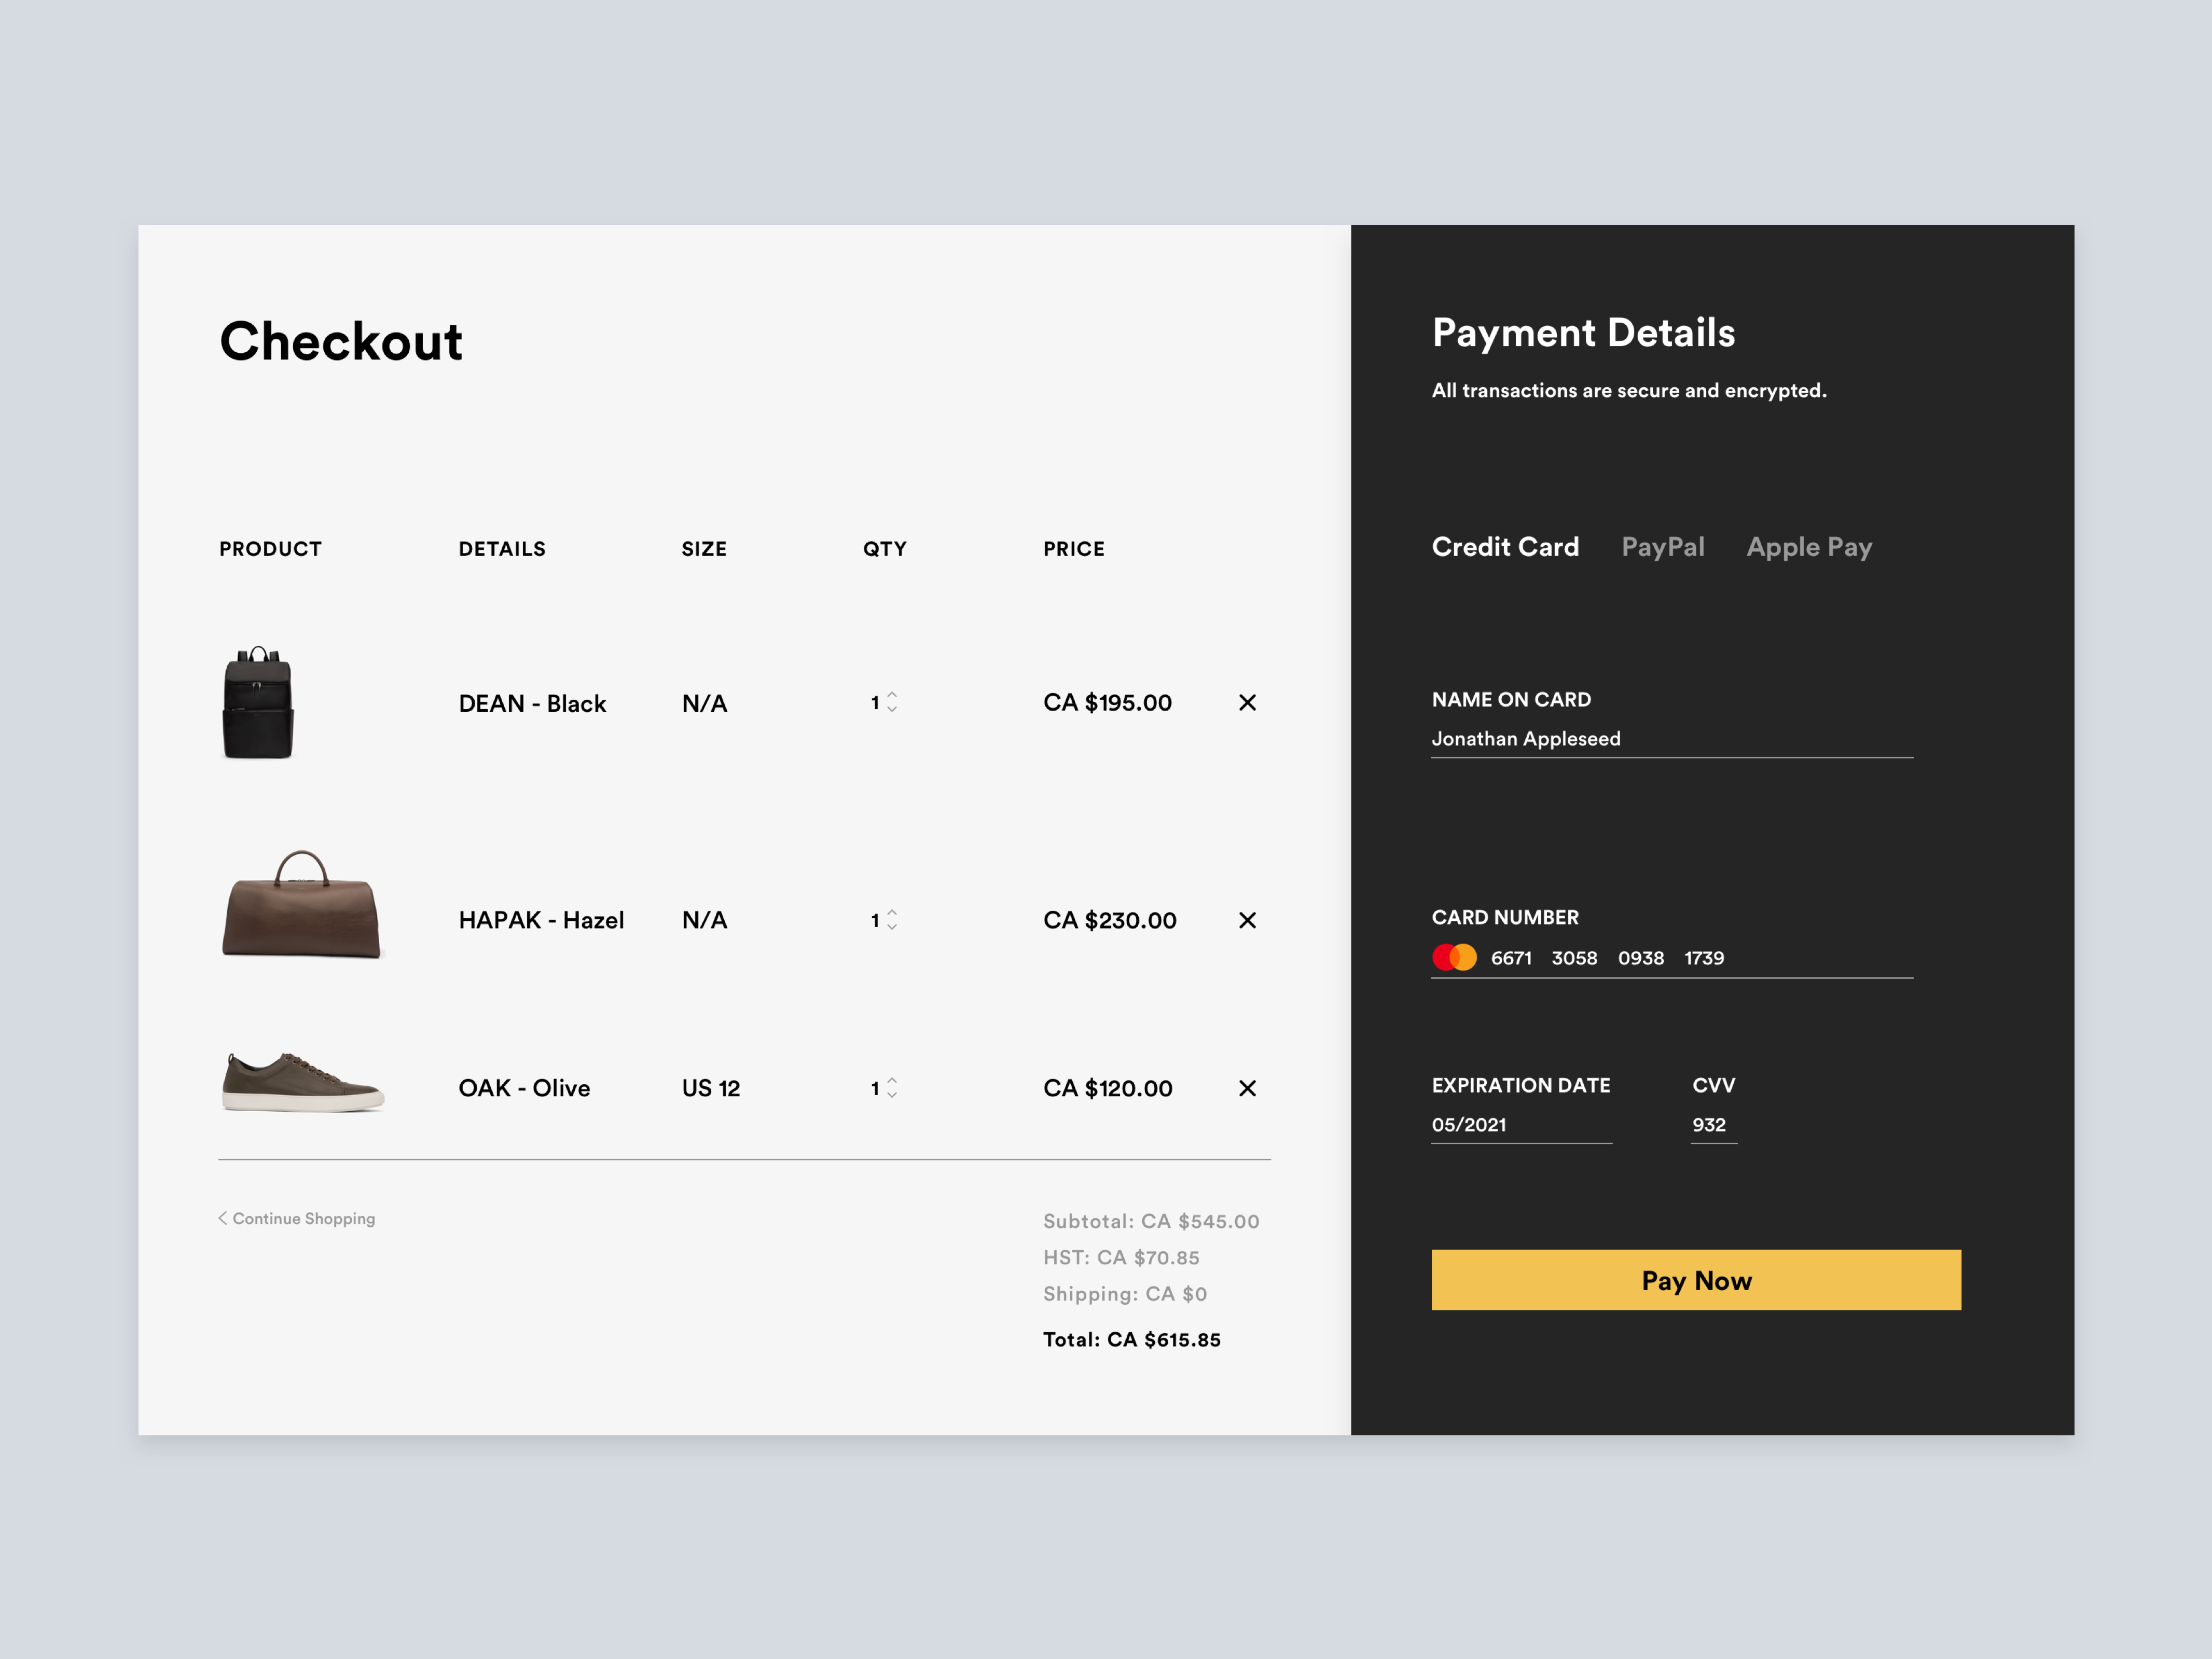 Checkout
PRODUCT DETAILS SIZE QTY PRICE
DEAN - Black N/A 1 CA $195.00
HAPAK - Hazel N/A 1 CA $230.00
OAK - Olive US 12 1 CA $120.00
Continue Shopping
Subtotal: CA $545.00
HST: CA $70.85
Shipping: CA $0
Total: CA $615.85
Payment Details
All transactions are secure and encrypted.
Credit Card PayPal Apple Pay
NAME ON CARD
Jonathan Appleseed
CARD NUMBER
6671 3058 0938 1739
EXPIRATION DATE CVV
05/2021 932
Pay Now